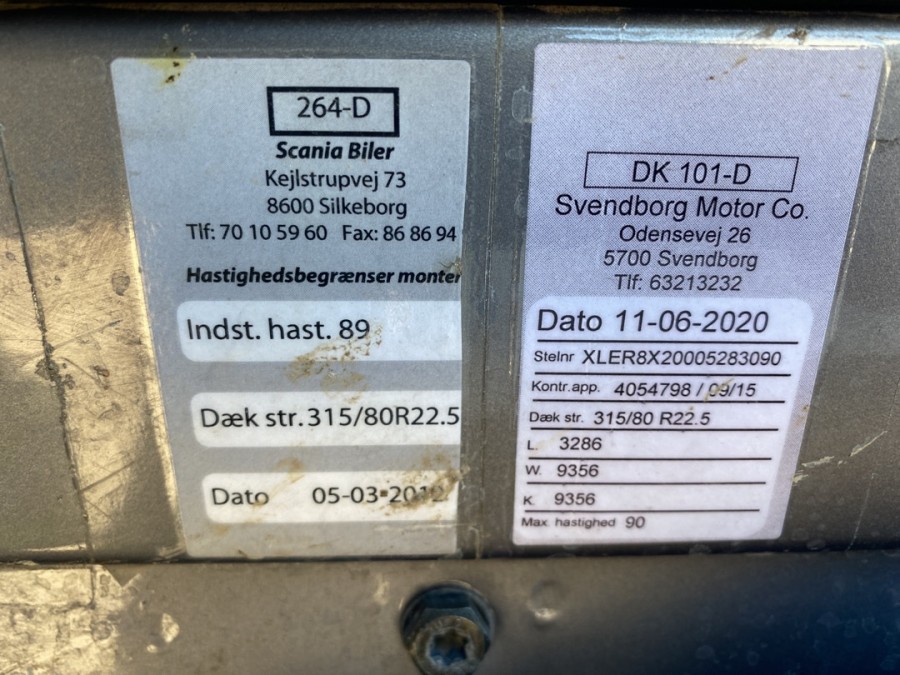 264-D
Scania Biler
Kejlstrupvej 73
8600 Silkeborg
Tlf: 70 10 59 60 Fax: 86 86 94
Hastighedsbegrænser monter
Indst. hast. 89
Dæk str. 315/80R22.5
Dato 05-03-2012
DK 101-D
Svendborg Motor Co.
Odensevej 26
5700 Svendborg
Tlf: 63213232
Dato 11-06-2020
Stelnr XLER8X20005283090
Kontr.app. 4054798 / 09/15
Dæk str. 315/80 R22.5
L. 3286
W. 9356
K. 9356
Max. hastighed 90